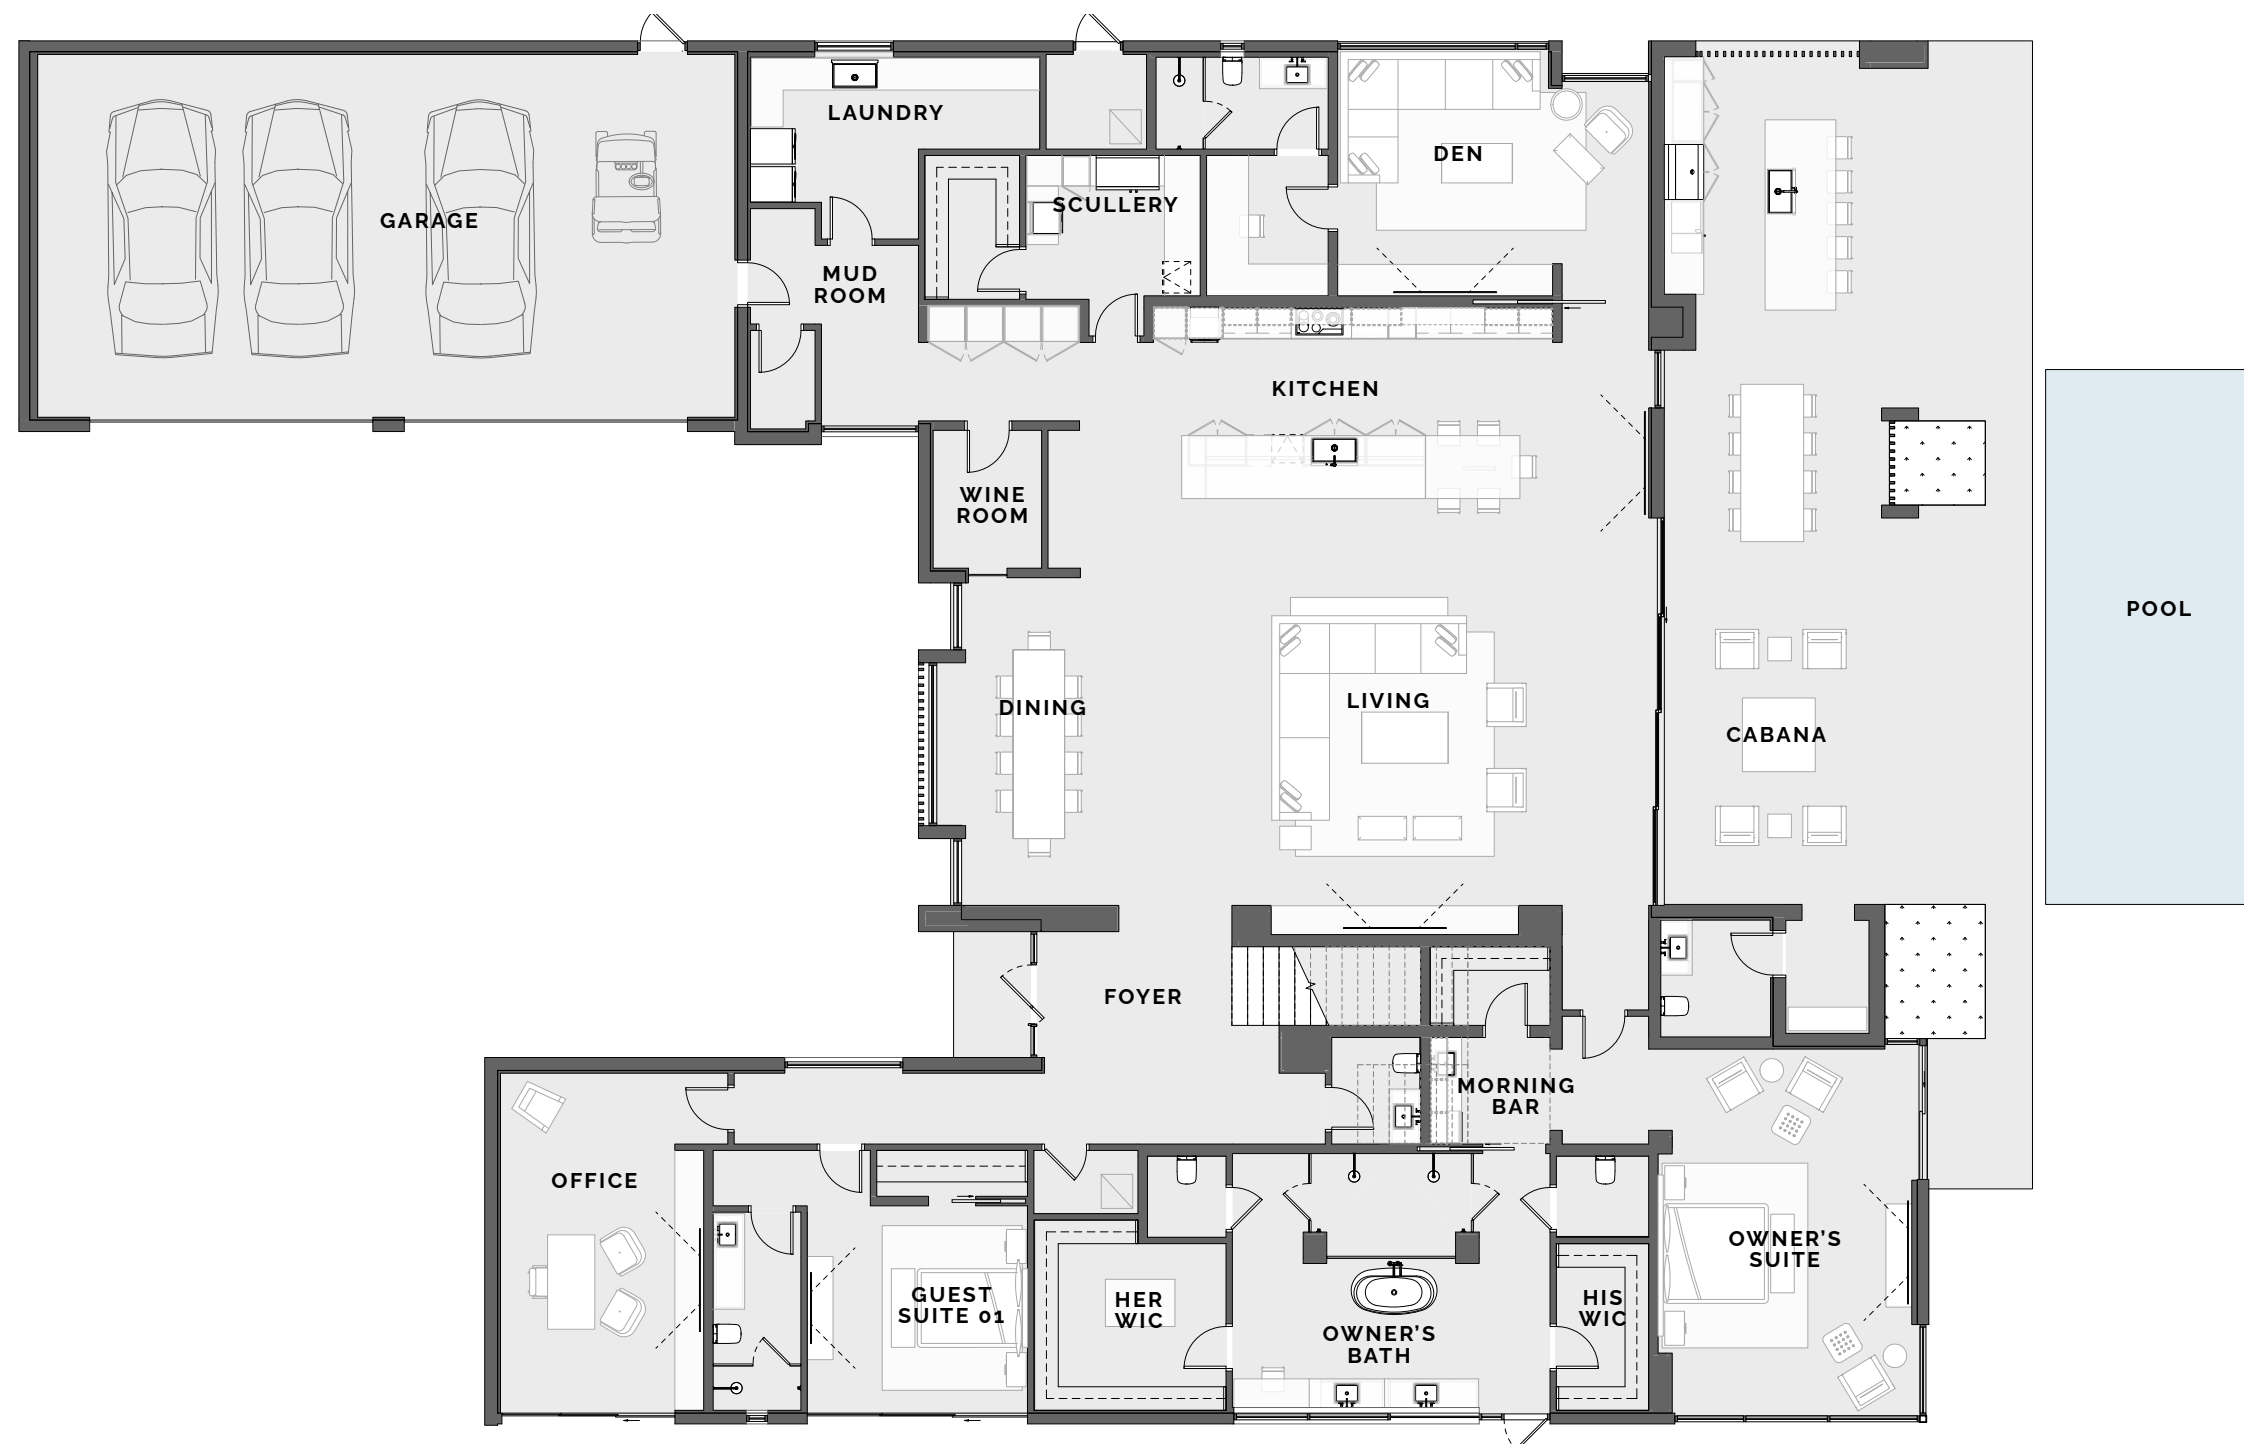 LAUNDRY
DEN
SCULLERY
GARAGE
MUD
ROOM
KITCHEN
WINE
ROOM
POOL
LIVING
DINING
CABANA
FOYER
MORNING
BAR
OFFICE
OWNER'S
SUITE
GUEST
SUITE 01
HER
WIC
HIS
WIC
OWNER'S
BATH